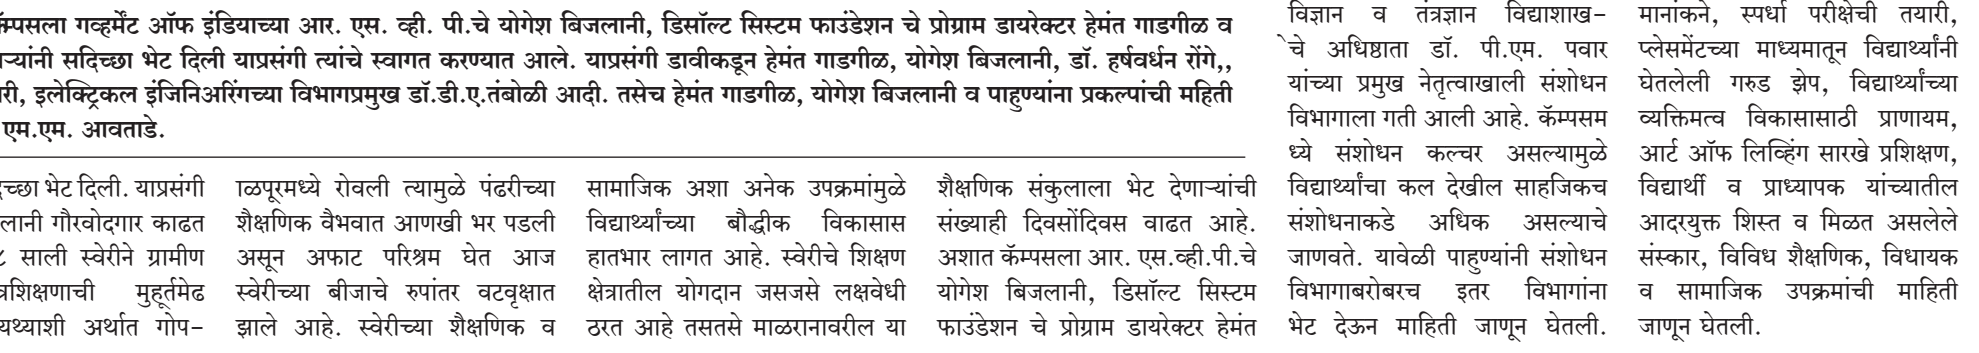 कॅम्पसला गव्हर्मेंट ऑफ इंडियाच्या आर. एस. व्ही. पी.चे योगेश बिजलानी, डिसॉल्ट सिस्टम फाउंडेशन चे प्रोग्राम डायरेक्टर हेमंत गाडगीळ व
सदिच्छा भेट दिली याप्रसंगी त्यांचे स्वागत करण्यात आले. याप्रसंगी डावीकडून हेमंत गाडगीळ, योगेश बिजलानी, डॉ. हर्षवर्धन रोंगे,,
री, इलेक्ट्रिकल इंजिनिअरिंगच्या विभागप्रमुख डॉ.डी.ए.तंबोळी आदी. तसेच हेमंत गाडगीळ, योगेश बिजलानी व पाहुण्यांना प्रकल्पांची महिती
एम.एम. आवताडे.
च्छा भेट दिली. याप्रसंगी
लानी गौरवोदगार काढत
८ साली स्वेरीने ग्रामीण
त्रशिक्षणाची मुहूर्तमेढ
यथ्याशी अर्थात गोप-
ाळपूरमध्ये रोवली त्यामुळे पंढरीच्या
शैक्षणिक वैभवात आणखी भर पडली
असून अफाट परिश्रम घेत आज
स्वेरीच्या बीजाचे रुपांतर वटवृक्षात
झाले आहे. स्वेरीच्या शैक्षणिक व
सामाजिक अशा अनेक उपक्रमांमुळे
विद्यार्थ्यांच्या बौद्धीक विकासास
हातभार लागत आहे. स्वेरीचे शिक्षण
क्षेत्रातील योगदान जसजसे लक्षवेधी
ठरत आहे तसतसे माळरानावरील या
शैक्षणिक संकुलाला भेट देणाऱ्यांची
संख्याही दिवसोंदिवस वाढत आहे.
अशात कॅम्पसला आर. एस.व्ही.पी.चे
योगेश बिजलानी, डिसॉल्ट सिस्टम
फाउंडेशन चे प्रोग्राम डायरेक्टर हेमंत
विज्ञान व तंत्रज्ञान विद्याशाख-
ेचे अधिष्ठाता डॉ. पी.एम. पवार
यांच्या प्रमुख नेतृत्वाखाली संशोधन
विभागाला गती आली आहे. कॅम्पसम
ध्ये संशोधन कल्चर असल्यामुळे
विद्यार्थ्यांचा कल देखील साहजिकच
संशोधनाकडे अधिक असल्याचे
जाणवते. यावेळी पाहुण्यांनी संशोधन
विभागाबरोबरच इतर विभागांना
भेट देऊन माहिती जाणून घेतली.
मानांकने, स्पर्धा परीक्षेची तयारी,
प्लेसमेंटच्या माध्यमातून विद्यार्थ्यांनी
घेतलेली गरुड झेप, विद्यार्थ्यांच्या
व्यक्तिमत्व विकासासाठी प्राणायम,
आर्ट ऑफ लिव्हिंग सारखे प्रशिक्षण,
विद्यार्थी व प्राध्यापक यांच्यातील
आदरयुक्त शिस्त व मिळत असलेले
संस्कार, विविध शैक्षणिक, विधायक
व सामाजिक उपक्रमांची माहिती
जाणून घेतली.